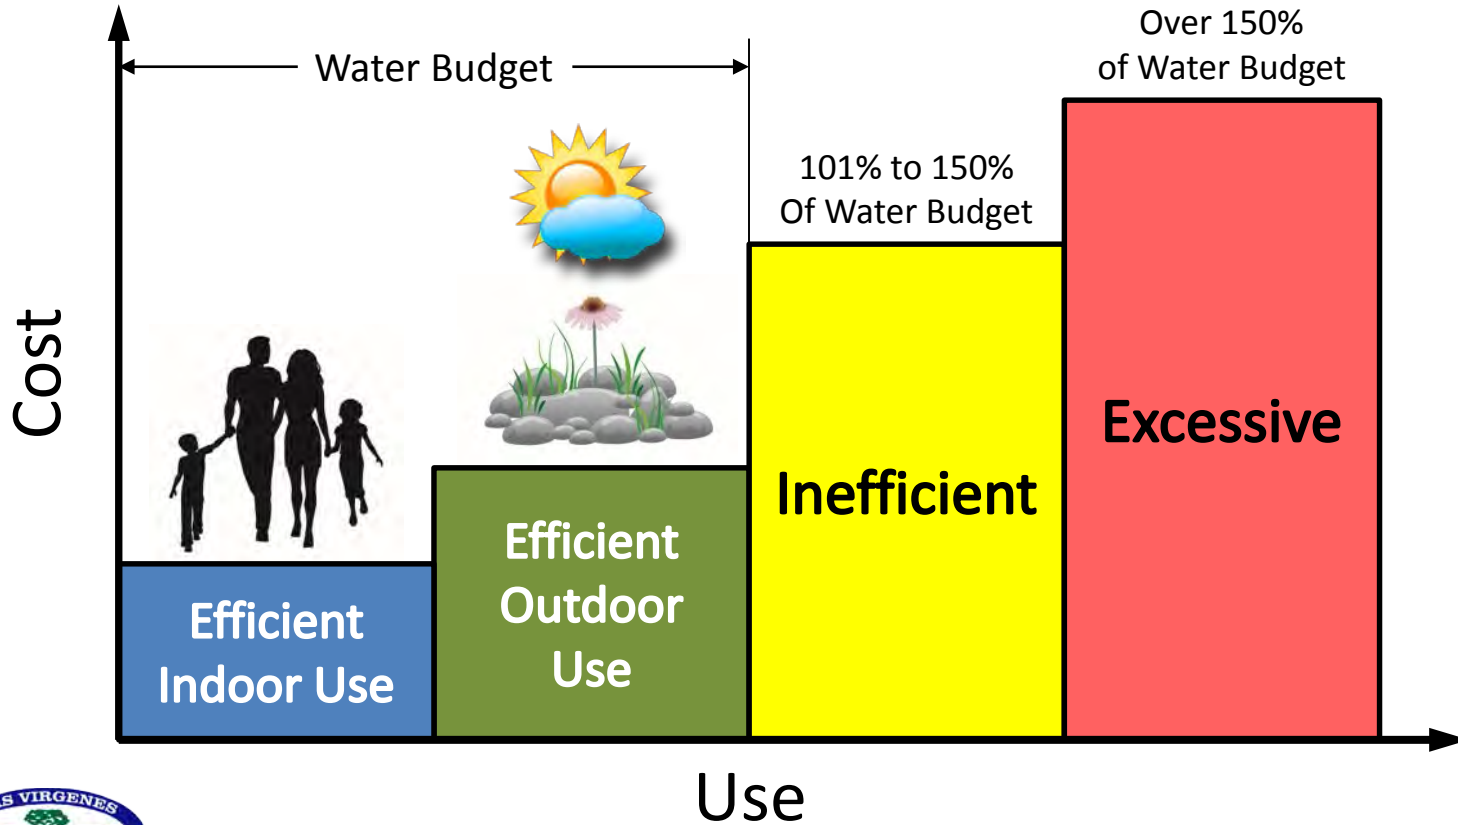 Over 150%
of Water Budget
Water Budget
101% to 150%
Of Water Budget
Cost
Excessive
Inefficient
Efficient
Outdoor
Use
Efficient
Indoor Use
Use
VIRGENES